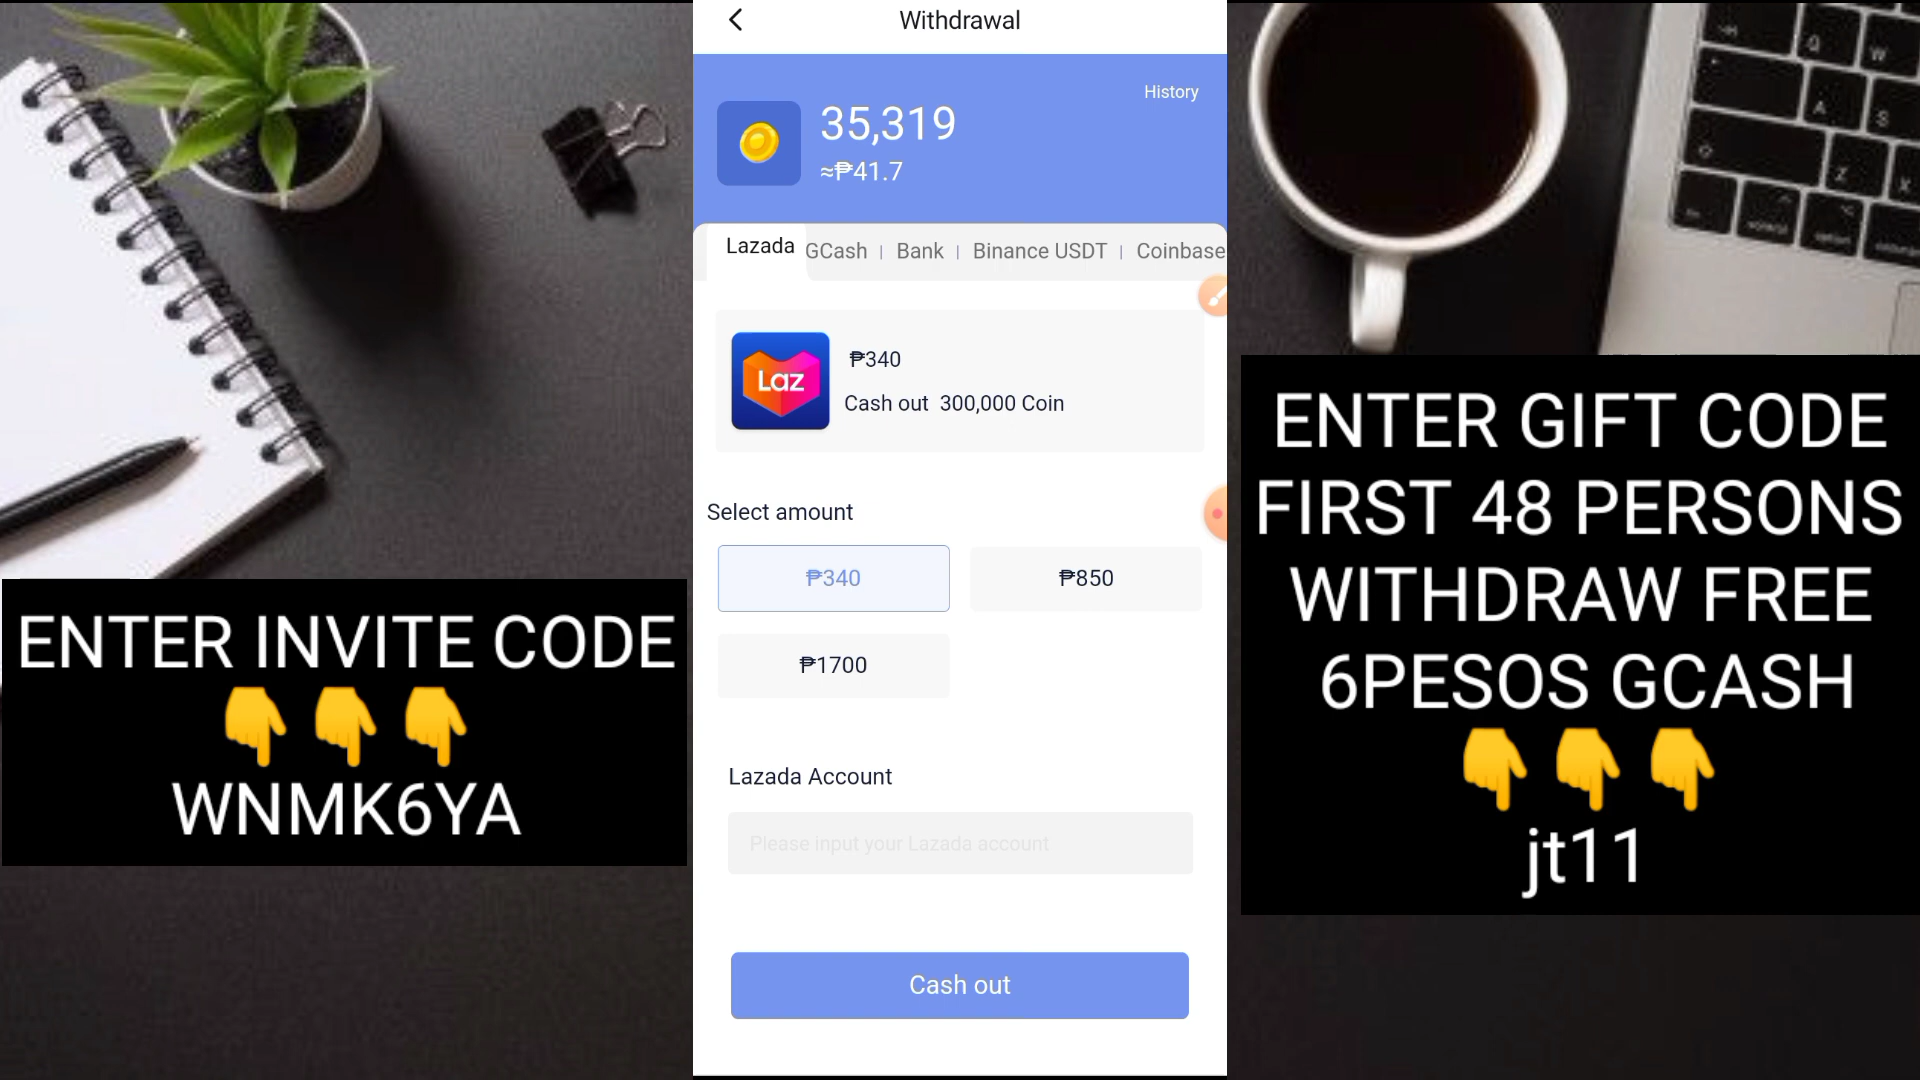 Withdrawal
History
35,319
≈₱41.7
Lazada GCash | Bank | Binance USDT | Coinbase
Laz
₱340
Cash out 300,000 Coin
Select amount
₱340 ₱850
₱1700
Lazada Account
Please input your Lazada account
Cash out
ENTER INVITE CODE
👇👇👇
WNMK6YA
ENTER GIFT CODE
FIRST 48 PERSONS
WITHDRAW FREE
6PESOS GCASH
👇👇👇
jt11
Q W
A S
Z X